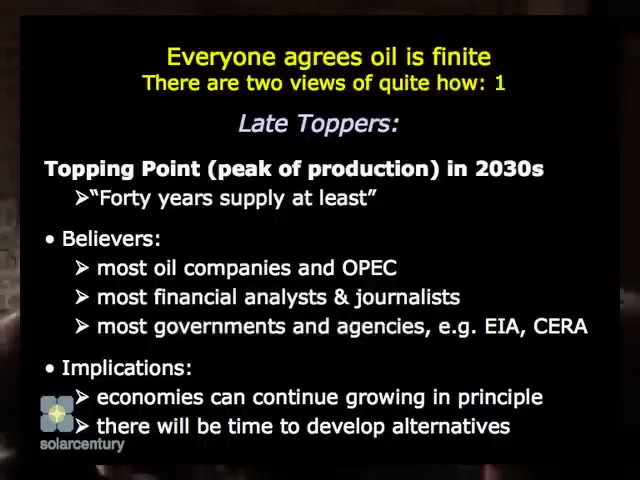 Everyone agrees oil is finite
There are two views of quite how: 1
Late Toppers:
Topping Point (peak of production) in 2030s
➢“Forty years supply at least”
• Believers:
➢ most oil companies and OPEC
➢ most financial analysts & journalists
➢ most governments and agencies, e.g. EIA, CERA
• Implications:
➢ economies can continue growing in principle
➢ there will be time to develop alternatives
solarcentury